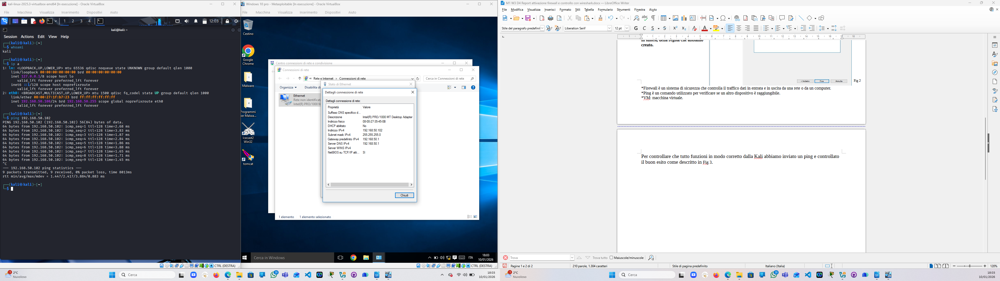 kali-linux-2025.3-virtualbox-amd64 [In esecuzione] - Oracle VirtualBox
File Macchina Visualizza Inserimento Dispositivi Aiuto
1 2 3 4
12:03
kali@kali: ~
Session Actions Edit View Help
(kali㉿kali)-[~]
$ whoami
kali
(kali㉿kali)-[~]
$ ip a
1: lo: <LOOPBACK,UP,LOWER_UP> mtu 65536 qdisc noqueue state UNKNOWN group default qlen 1000
link/loopback 00:00:00:00:00:00 brd 00:00:00:00:00:00
inet 127.0.0.1/8 scope host lo
valid_lft forever preferred_lft forever
inet6 ::1/128 scope host noprefixroute
valid_lft forever preferred_lft forever
2: eth0: <BROADCAST,MULTICAST,UP,LOWER_UP> mtu 1500 qdisc fq_codel state UP group default qlen 1000
link/ether 08:00:27:1f:b7:23 brd ff:ff:ff:ff:ff:ff
inet 192.168.50.100/24 brd 192.168.50.255 scope global noprefixroute eth0
valid_lft forever preferred_lft forever
(kali㉿kali)-[~]
$ ping 192.168.50.102
PING 192.168.50.102 (192.168.50.102) 56(84) bytes of data.
64 bytes from 192.168.50.102: icmp_seq=1 ttl=128 time=2.68 ms
64 bytes from 192.168.50.102: icmp_seq=2 ttl=128 time=3.83 ms
64 bytes from 192.168.50.102: icmp_seq=3 ttl=128 time=1.87 ms
64 bytes from 192.168.50.102: icmp_seq=4 ttl=128 time=2.84 ms
64 bytes from 192.168.50.102: icmp_seq=5 ttl=128 time=1.86 ms
64 bytes from 192.168.50.102: icmp_seq=6 ttl=128 time=3.88 ms
64 bytes from 192.168.50.102: icmp_seq=7 ttl=128 time=1.65 ms
64 bytes from 192.168.50.102: icmp_seq=8 ttl=128 time=1.71 ms
64 bytes from 192.168.50.102: icmp_seq=9 ttl=128 time=1.45 ms
^C
--- 192.168.50.102 ping statistics ---
9 packets transmitted, 9 received, 0% packet loss, time 8013ms
rtt min/avg/max/mdev = 1.447/2.417/3.884/0.883 ms
(kali㉿kali)-[~]
$
CTRL (DESTRA)
Windows 10 pro - Metasploitable [In esecuzione] - Oracle VirtualBox
File Macchina Visualizza Inserimento Dispositivi Aiuto
Cestino
Google Chrome
Malware
Programmi per Malwa...
Icecast2 Win32
tomcat
Centro connessioni di rete e condivisione
Connessioni di rete
« Rete e Internet › Connessioni di rete
Cerca in Connessioni di rete
Organizza
Disabilita di
Ethernet
Rete non identificat
Intel(R) PRO/1000 M
Stato di Ethernet
Dettagli connessione di rete
Dettagli connessione di rete:
Proprietà Valore
Suffisso DNS specifico d...
Descrizione Intel(R) PRO/1000 MT Desktop Adapter
Indirizzo fisico 08-00-27-35-45-0B
DHCP abilitato No
Indirizzo IPv4 192.168.50.102
Subnet mask IPv4 255.255.255.0
Gateway predefinito IPv4 192.168.50.1
Server DNS IPv4 192.168.50.1
Server WINS IPv4
NetBIOS su TCP/IP atti... Sì
Chiudi
1 elemento 1 elemento selezionato
Cerca in Windows
ITA
18:03
10/01/2026
CTRL (DESTRA)
M1 W3 D4 Report attivazione firewall e controllo con wireshark.docx — LibreOffice Writer
File Modifica Visualizza Inserisci Formato Stili Tabella Formulario Strumenti Finestra Aiuto
Stile del paragrafo predefinit
Liberation Serif
12 pt
G C S S X² X₂
1 1 2 3 4 5 6 7 8 9 10 11 12 13 14 15 16 17 18
in sintesi, della regola che abbiamo
creato.
< Indietro Fine Annulla
Fig 2
*Firewall è un sistema di sicurezza che controlla il traffico dati in entrata e in uscita da una rete o da un computer.
*Ping è un comando utilizzato per verificare se un altro dispositivo è raggiungibile.
*VM: macchina virtuale.
Per controllare che tutto funzioni in modo corretto dalla Kali abbiamo inviato un ping e controllato
il buon esito come descritto in Fig 3.
Trova
Trova tutto
Maiuscole/minuscole
Pagina 1 e 2 di 2
210 parole, 1.304 caratteri
Stile di pagina predefinito
Italiano (Italia)
120%
1
2°C
Nuvoloso
Cerca
31
18:03
10/01/2026
1
2°C
Nuvoloso
Cerca
31
18:03
10/01/2026